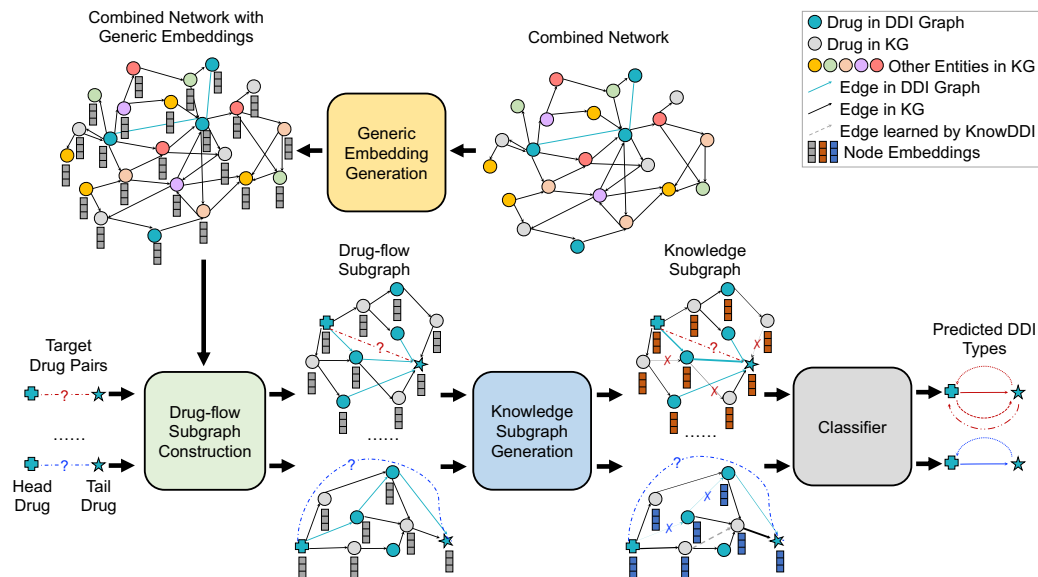 Combined Network with
Generic Embeddings
Combined Network
Drug in DDI Graph
Drug in KG
Other Entities in KG
Edge in DDI Graph
Edge in KG
Edge learned by KnowDDI
Node Embeddings
Generic
Embedding
Generation
Drug-flow
Subgraph
Knowledge
Subgraph
Target
Drug Pairs
Predicted DDI
Types
?
?
?
X
X
X
Drug-flow
Subgraph
Construction
Knowledge
Subgraph
Generation
Classifier
......
......
......
?
?
?
X
X
Head
Drug
Tail
Drug